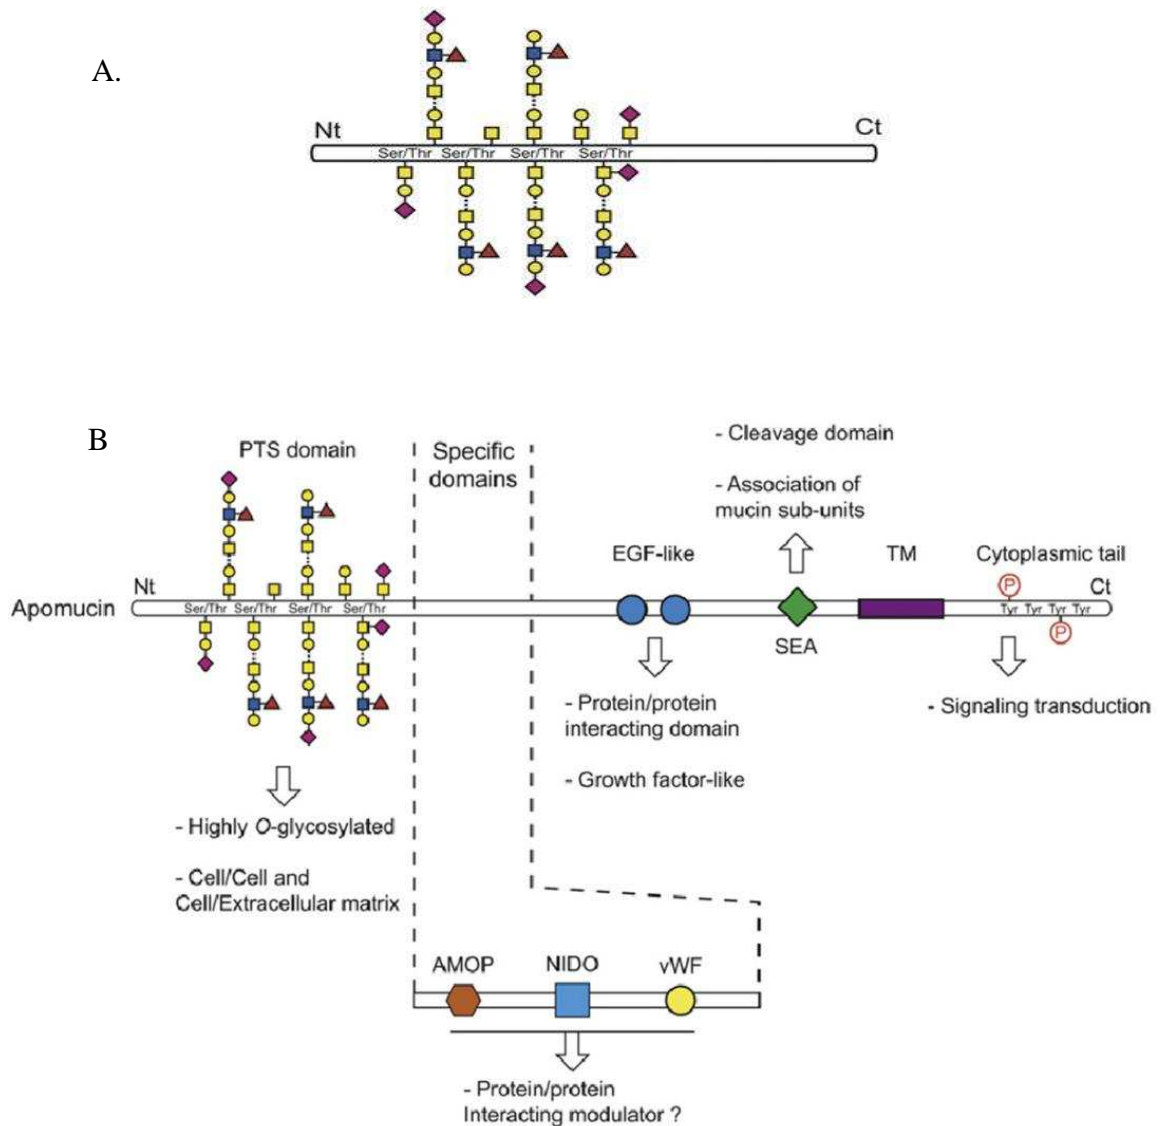 A.
Nt
Ct
Ser/Thr Ser/Thr Ser/Thr Ser/Thr
B
PTS domain
Specific
domains
- Cleavage domain
- Association of
mucin sub-units
EGF-like
TM
Cytoplasmic tail
P
Nt
Ct
Apomucin
Ser/Thr Ser/Thr Ser/Thr Ser/Thr
Tyr Tyr Tyr Tyr
P
SEA
- Protein/protein
interacting domain
- Growth factor-like
- Signaling transduction
- Highly O-glycosylated
- Cell/Cell and
Cell/Extracellular matrix
AMOP
NIDO
vWF
- Protein/protein
Interacting modulator ?